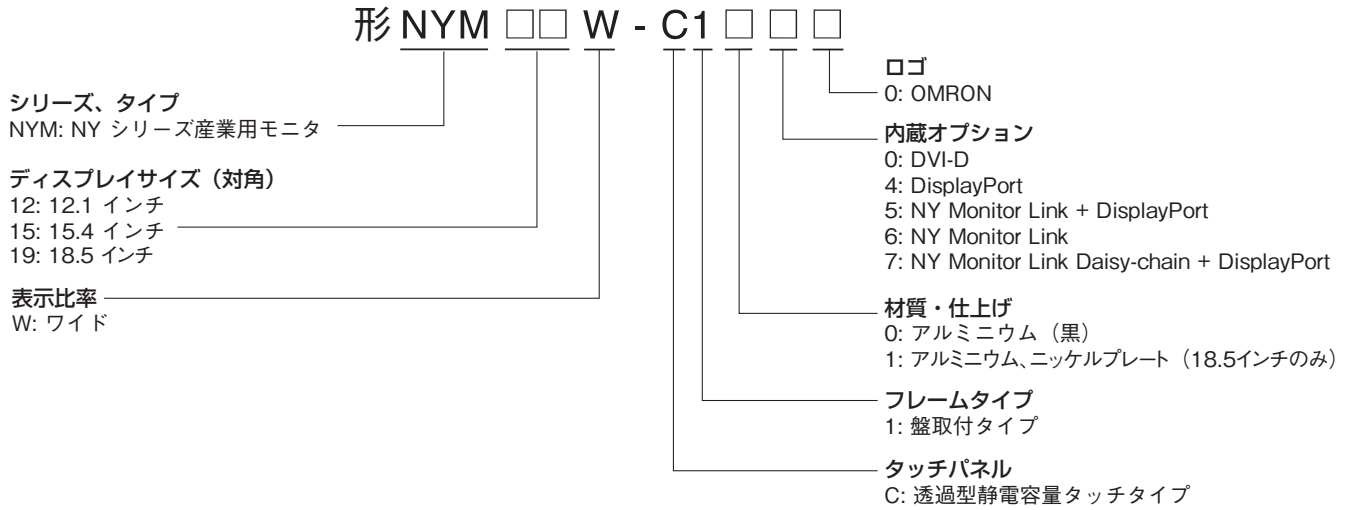 形 NYM □□ W - C1 □ □ □
シリーズ、タイプ
NYM: NY シリーズ産業用モニタ
ディスプレイサイズ（対角）
12: 12.1 インチ
15: 15.4 インチ
19: 18.5 インチ
表示比率
W: ワイド
ロゴ
0: OMRON
内蔵オプション
0: DVI-D
4: DisplayPort
5: NY Monitor Link + DisplayPort
6: NY Monitor Link
7: NY Monitor Link Daisy-chain + DisplayPort
材質・仕上げ
0: アルミニウム（黒）
1: アルミニウム、ニッケルプレート（18.5インチのみ）
フレームタイプ
1: 盤取付タイプ
タッチパネル
C: 透過型静電容量タッチタイプ